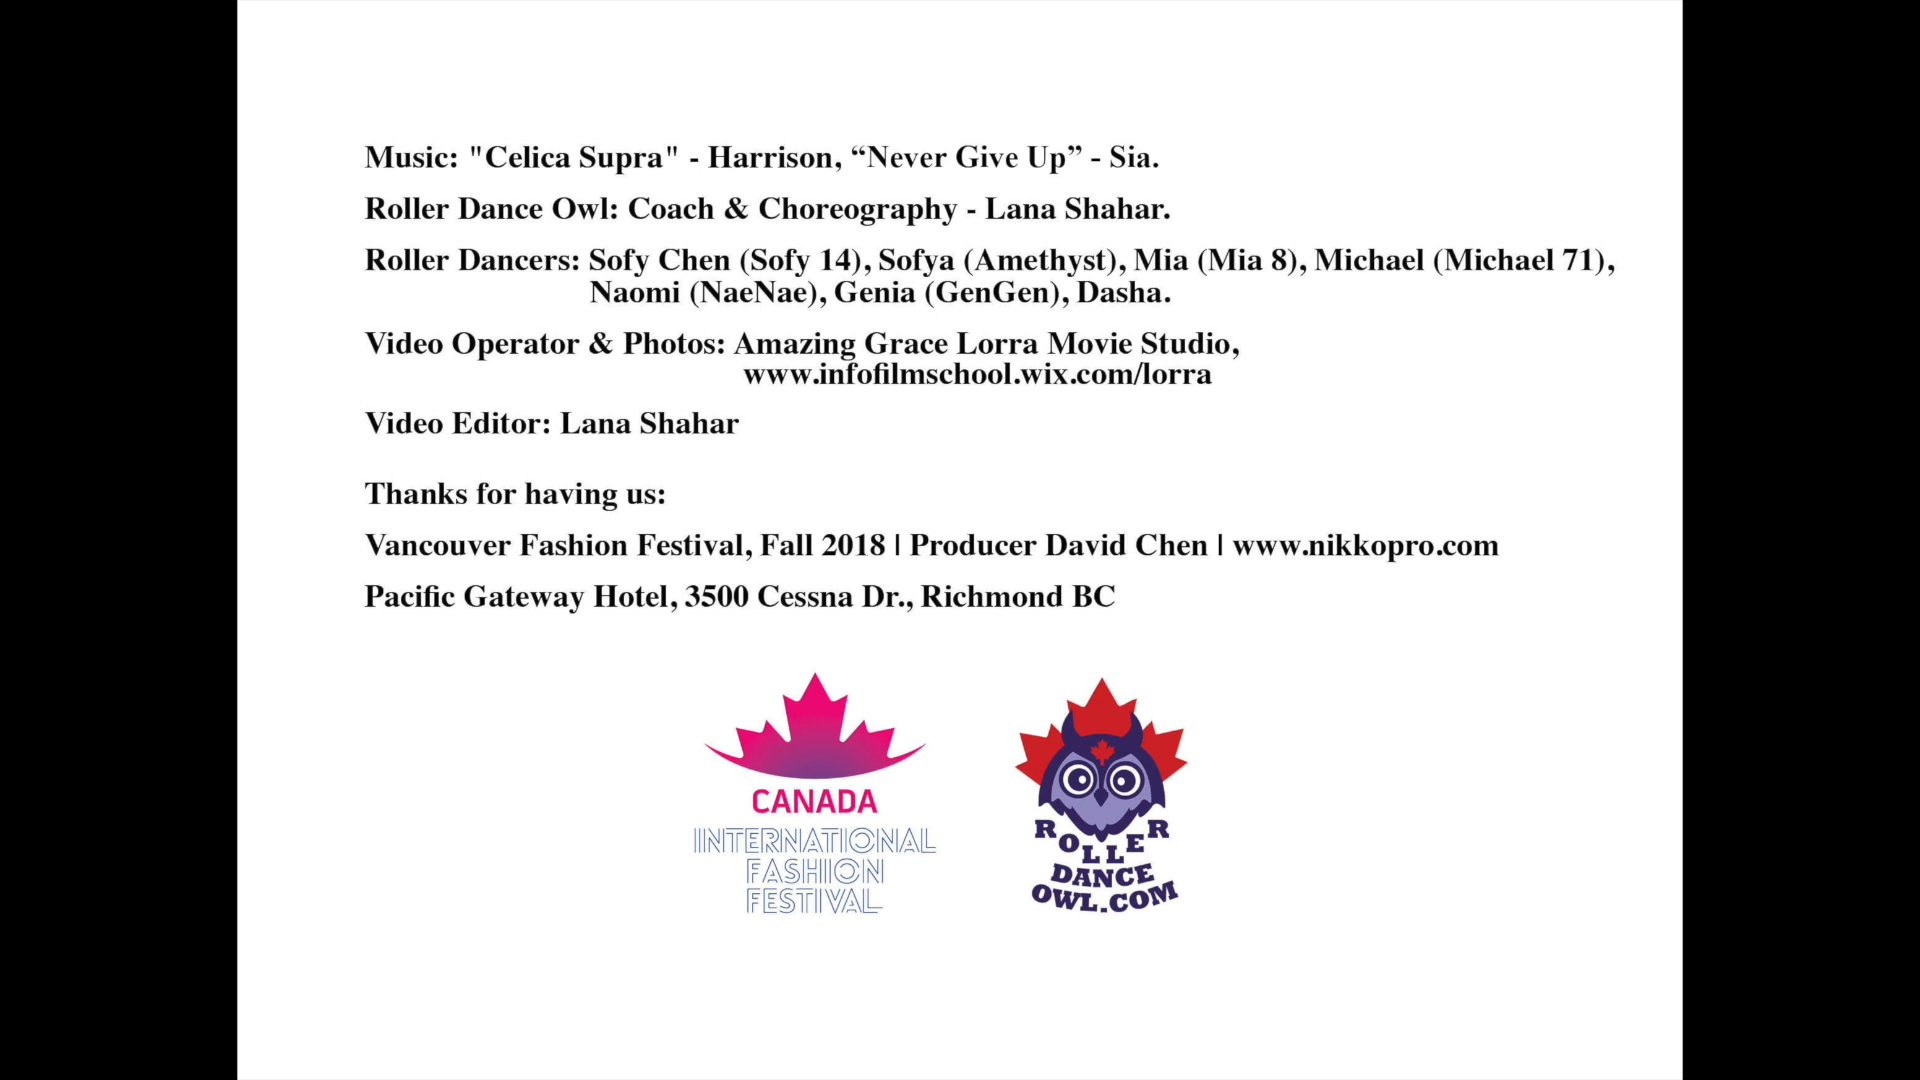 Music: "Celica Supra" - Harrison, “Never Give Up” - Sia.
Roller Dance Owl: Coach & Choreography - Lana Shahar.
Roller Dancers: Sofy Chen (Sofy 14), Sofya (Amethyst), Mia (Mia 8), Michael (Michael 71),
Naomi (NaeNae), Genia (GenGen), Dasha.
Video Operator & Photos: Amazing Grace Lorra Movie Studio,
www.infofilmschool.wix.com/lorra
Video Editor: Lana Shahar
Thanks for having us:
Vancouver Fashion Festival, Fall 2018 | Producer David Chen | www.nikkopro.com
Pacific Gateway Hotel, 3500 Cessna Dr., Richmond BC
CANADA
INTERNATIONAL
FASHION
FESTIVAL
ROLLER
DANCE
OWL.COM